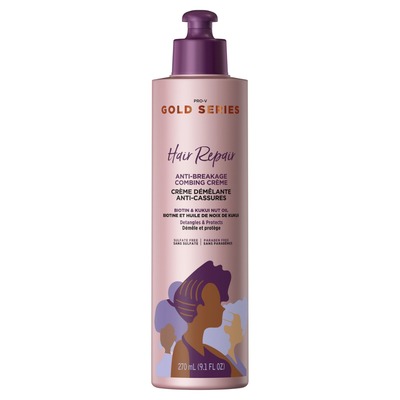 PRO-V
GOLD SERIES
Hair Repair
ANTI-BREAKAGE
COMBING CRÈME
CRÈME DÉMÊLANTE
ANTI-CASSURES
BIOTIN & KUKUI NUT OIL
BIOTINE ET HUILE DE NOIX DE KUKUI
Detangles & Protects
Démêle et protège
SULFATE FREE PARABEN FREE
SANS SULFATE SANS PARABÈNES
270 mL (9.1 FL OZ)